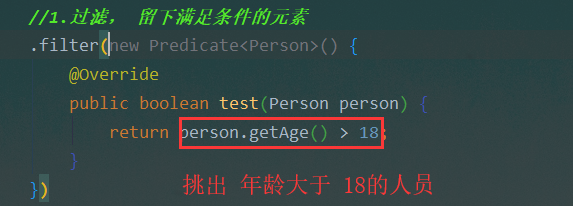 //1.过滤， 留下满足条件的元素
.filter(new Predicate<Person>() {
@Override
public boolean test(Person person) {
return person.getAge() > 18;
}
})
挑出 年龄大于 18的人员